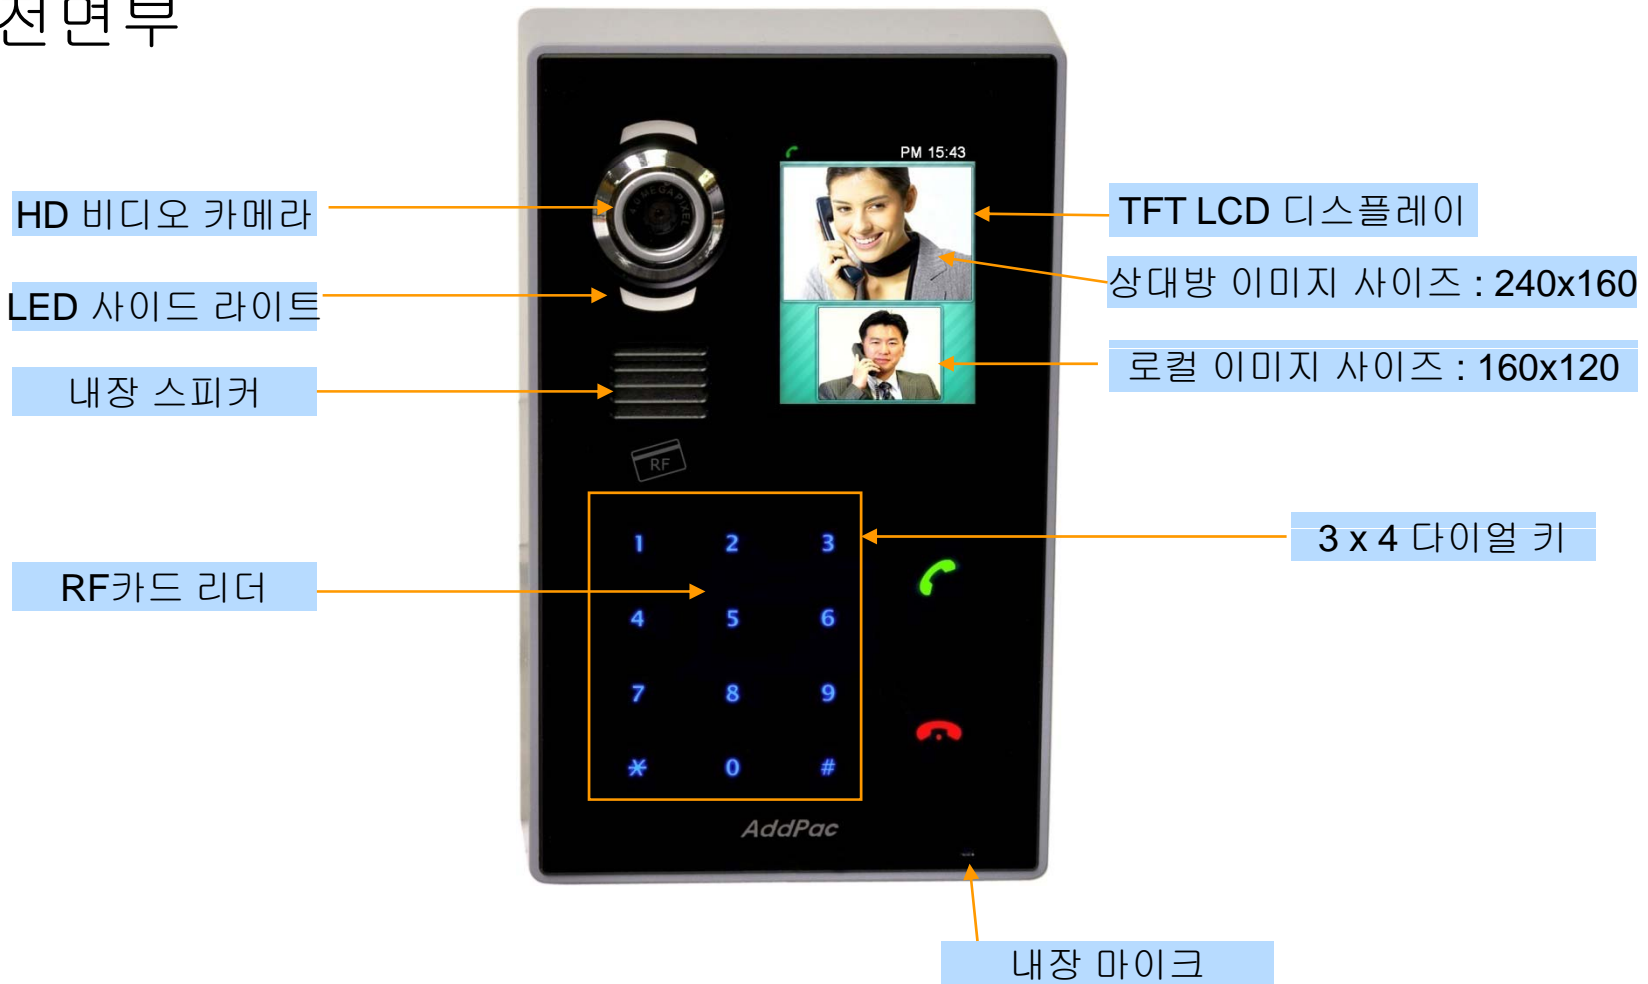 전면부
PM 15:43
HD 비디오 카메라
4.0 MEGAPIXEL
TFT LCD 디스플레이
상대방 이미지 사이즈 : 240x160
LED 사이드 라이트
로컬 이미지 사이즈 : 160x120
내장 스피커
RF
1 2 3
3 x 4 다이얼 키
RF카드 리더
4 5 6
7 8 9
* 0 #
AddPac
내장 마이크